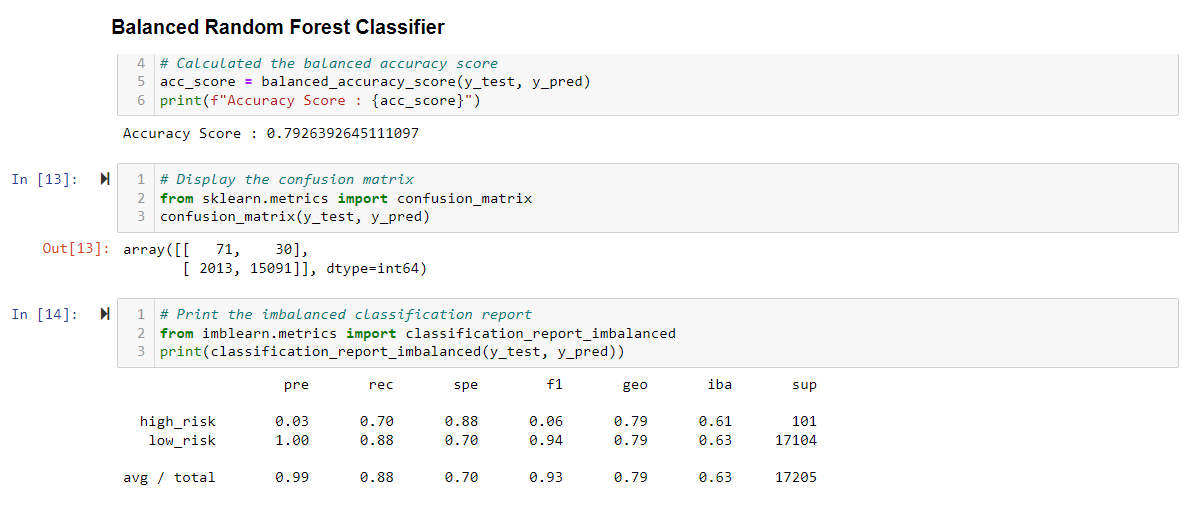 Balanced Random Forest Classifier
4 # Calculated the balanced accuracy score
5 acc_score = balanced_accuracy_score(y_test, y_pred)
6 print(f"Accuracy Score : {acc_score}")
Accuracy Score : 0.7926392645111097
In [13]: 1 # Display the confusion matrix
2 from sklearn.metrics import confusion_matrix
3 confusion_matrix(y_test, y_pred)
Out[13]: array([[   71,    30],
       [ 2013, 15091]], dtype=int64)
In [14]: 1 # Print the imbalanced classification report
2 from imblearn.metrics import classification_report_imbalanced
3 print(classification_report_imbalanced(y_test, y_pred))
pre rec spe f1 geo iba sup
high_risk 0.03 0.70 0.88 0.06 0.79 0.61 101
low_risk 1.00 0.88 0.70 0.94 0.79 0.63 17104
avg / total 0.99 0.88 0.70 0.93 0.79 0.63 17205